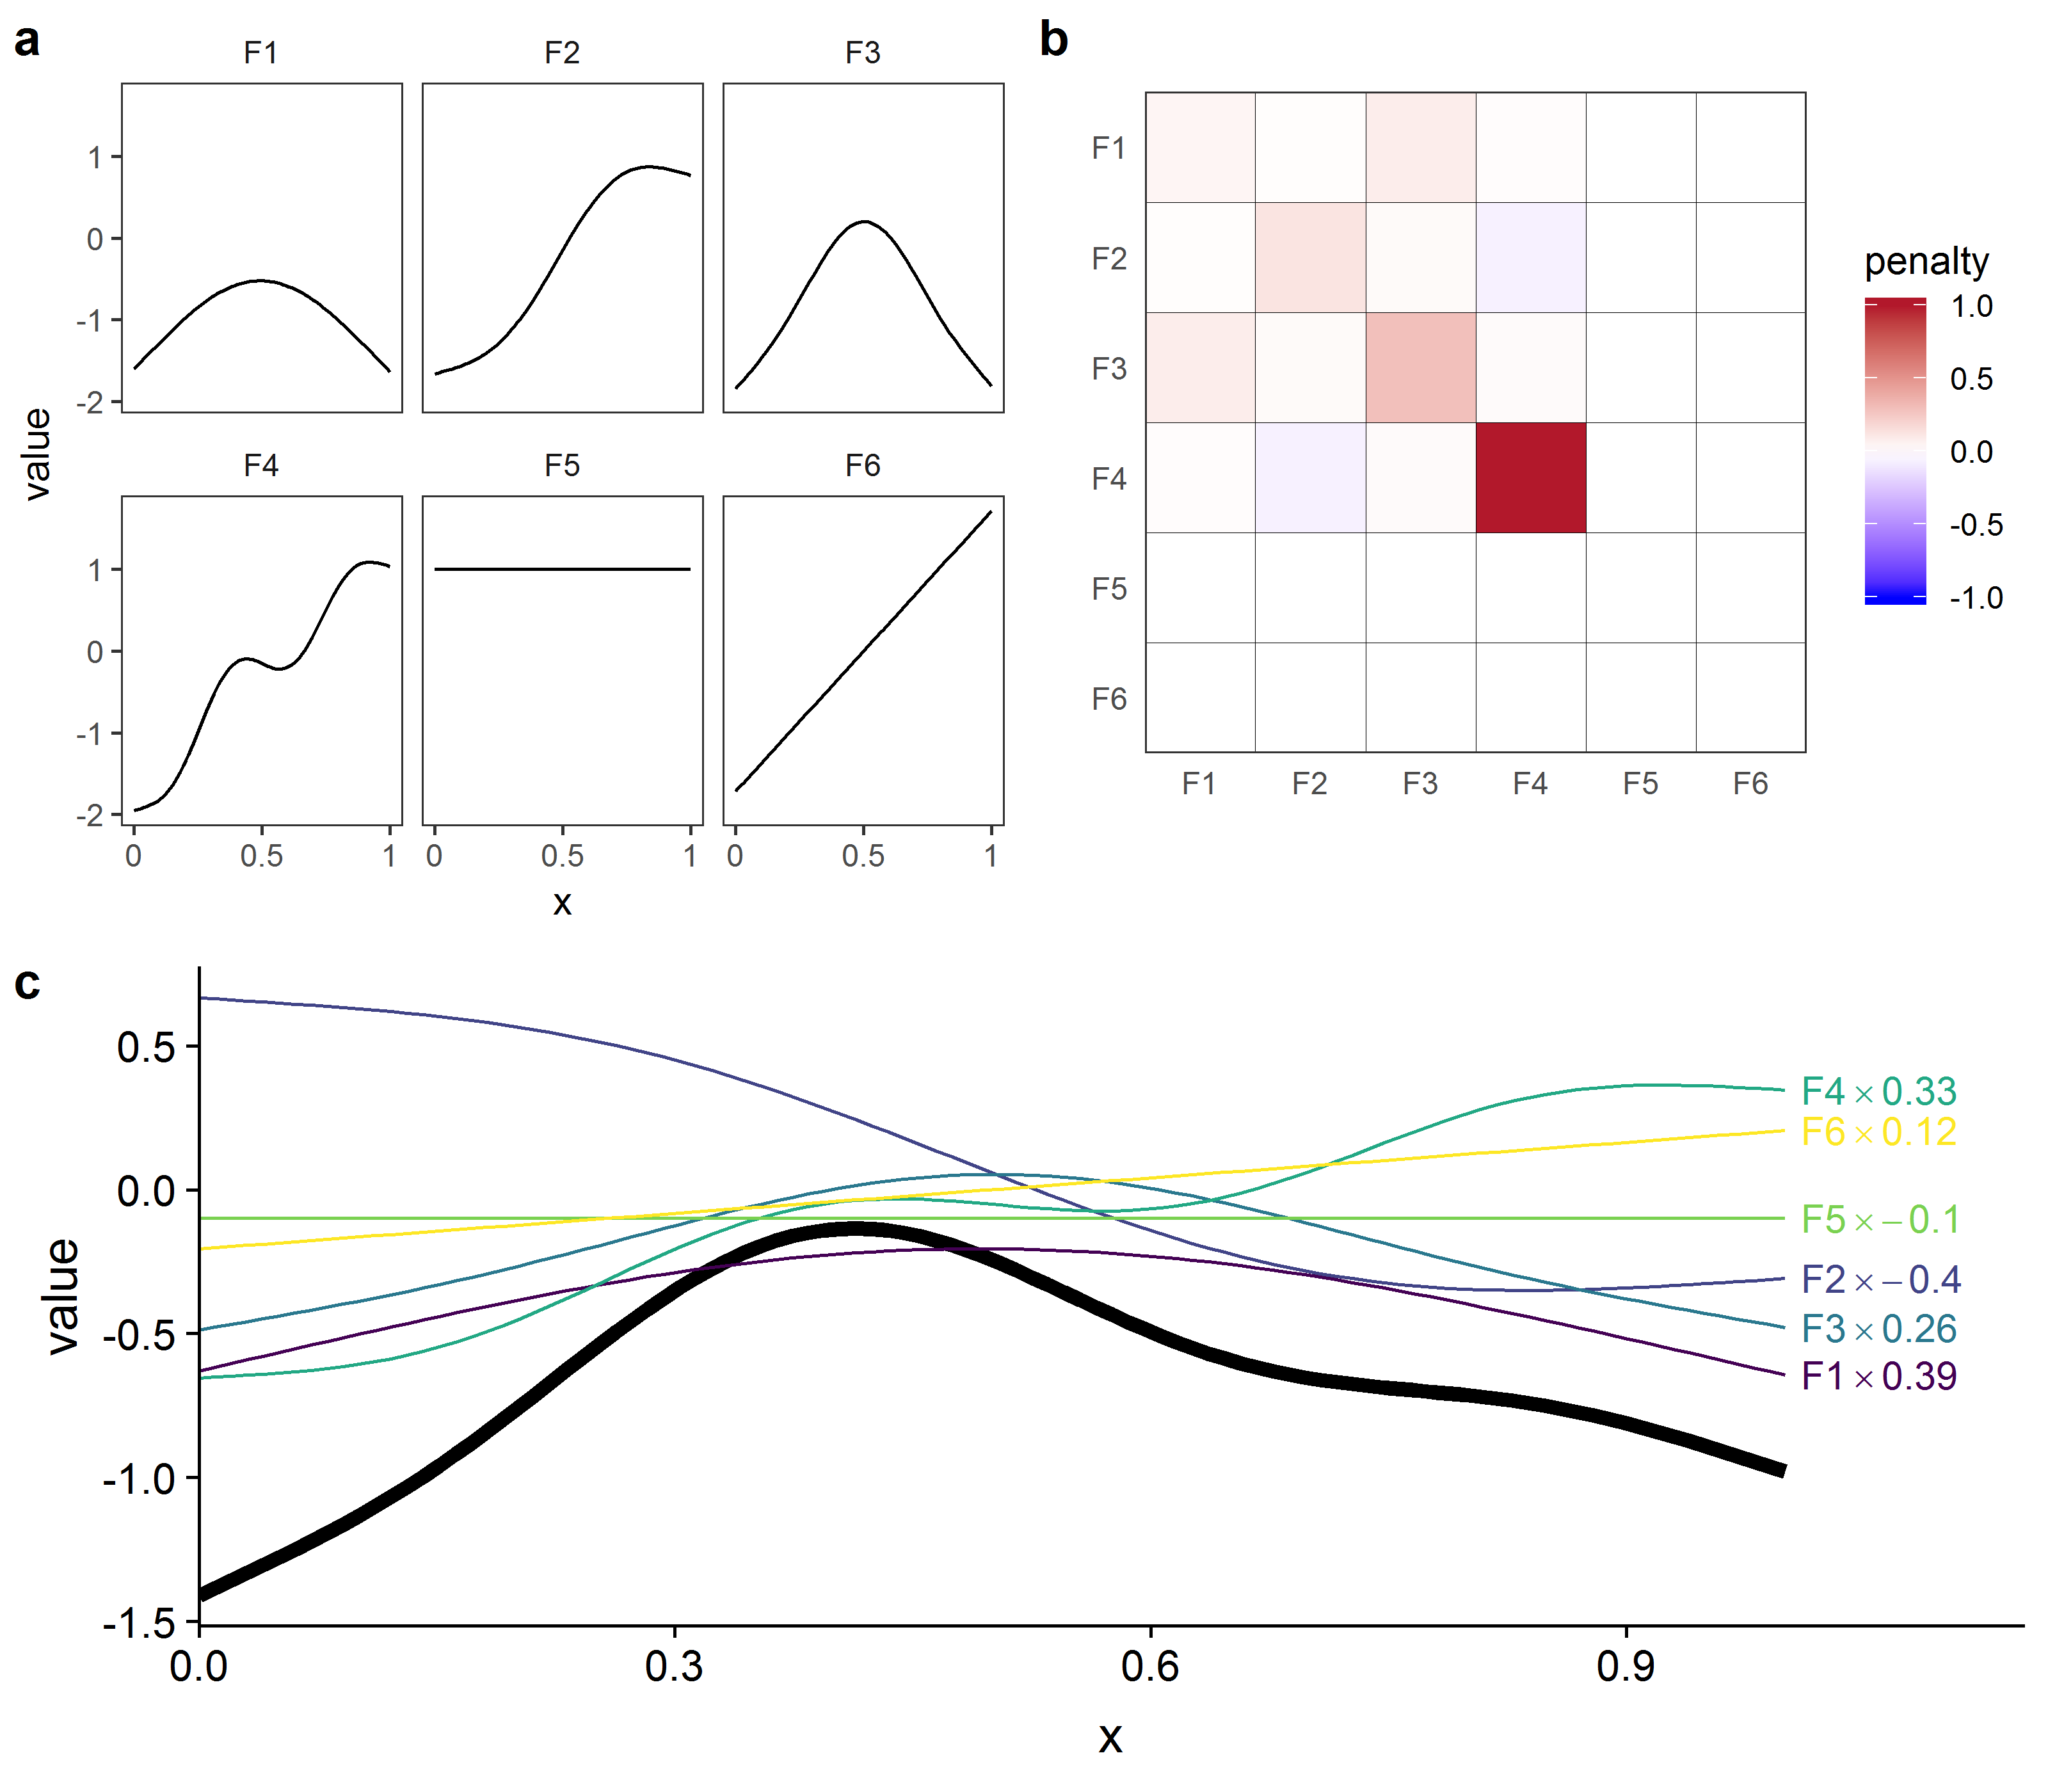 a
F1 F2 F3
1
0
-1
-2
value
F4 F5 F6
1
0
-1
-2
0 0.5 1 0 0.5 1 0 0.5 1
x
b
F1
F2
F3
F4
F5
F6
F1 F2 F3 F4 F5 F6
penalty
1.0
0.5
0.0
-0.5
-1.0
c
0.5
0.0
-0.5
-1.0
-1.5
value
F4 × 0.33
F6 × 0.12
F5 × −0.1
F2 × −0.4
F3 × 0.26
F1 × 0.39
0.0 0.3 0.6 0.9
x